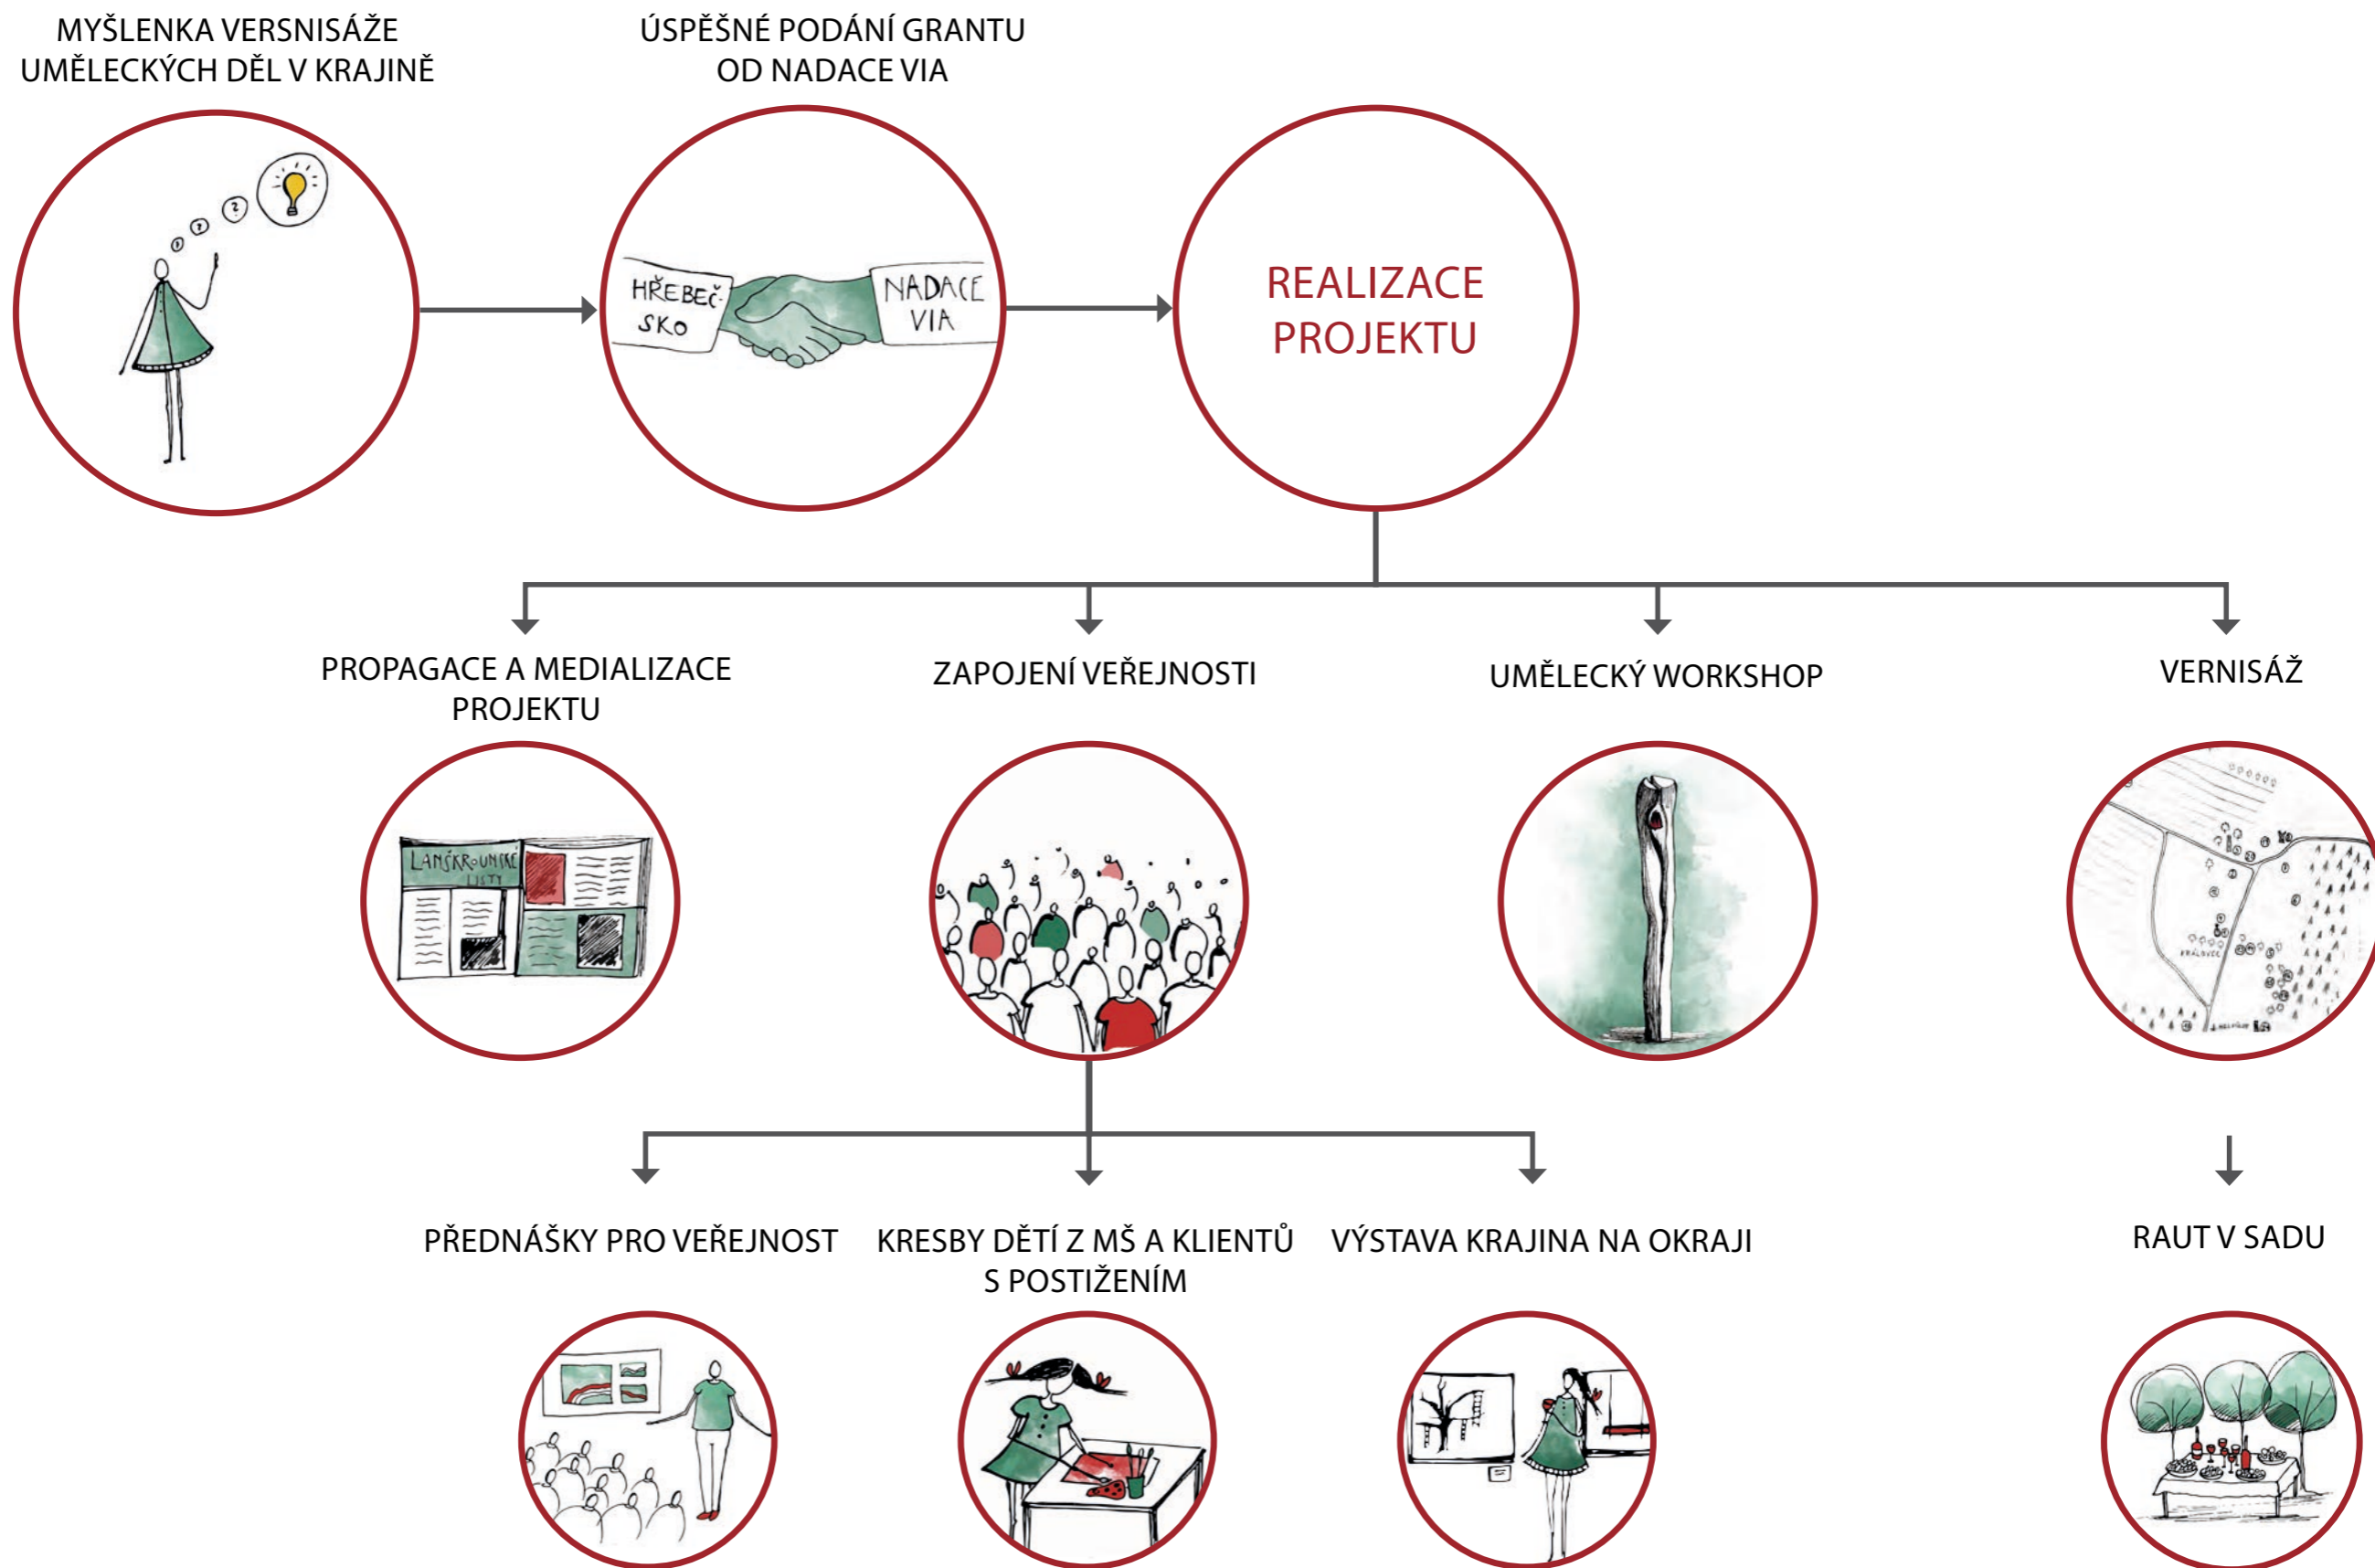 MYŠLENKA VERSNISÁŽE
UMĚLECKÝCH DĚL V KRAJINĚ
ÚSPĚŠNÉ PODÁNÍ GRANTU
OD NADACE VIA
HŘEBEČ-
SKO
NADACE
VIA
REALIZACE
PROJEKTU
PROPAGACE A MEDIALIZACE
PROJEKTU
ZAPOJENÍ VEŘEJNOSTI
UMĚLECKÝ WORKSHOP
VERNISÁŽ
LANŠKROUNSKÉ
LISTY
KRÁLOVEC
PŘEDNÁŠKY PRO VEŘEJNOST
KRESBY DĚTÍ Z MŠ A KLIENTŮ
S POSTIŽENÍM
VÝSTAVA KRAJINA NA OKRAJI
RAUT V SADU